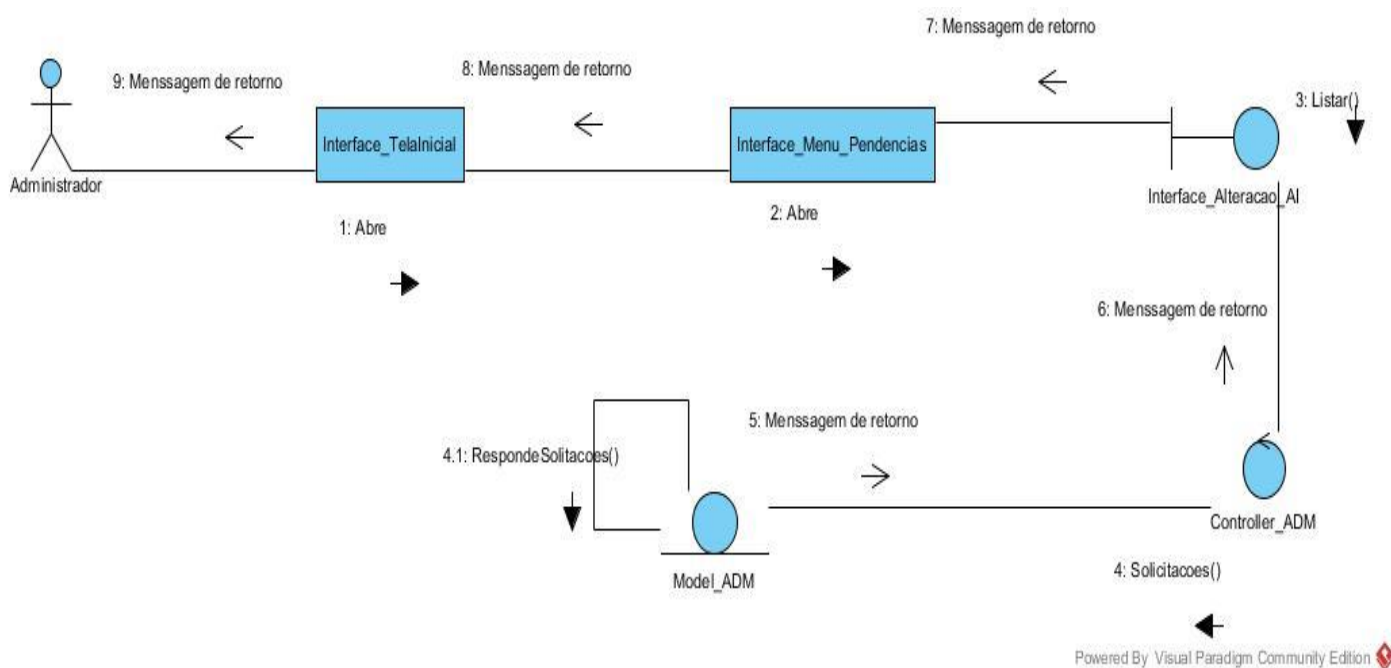 7: Menssagem de retorno
8: Menssagem de retorno
9: Menssagem de retorno
3: Listar()
Interface_TelaInicial
Interface_Menu_Pendencias
Administrador
Interface_Alteracao_AI
1: Abre
2: Abre
6: Menssagem de retorno
5: Menssagem de retorno
4.1: RespondeSolitacoes()
Controller_ADM
Model_ADM
4: Solicitacoes()
Powered By Visual Paradigm Community Edition